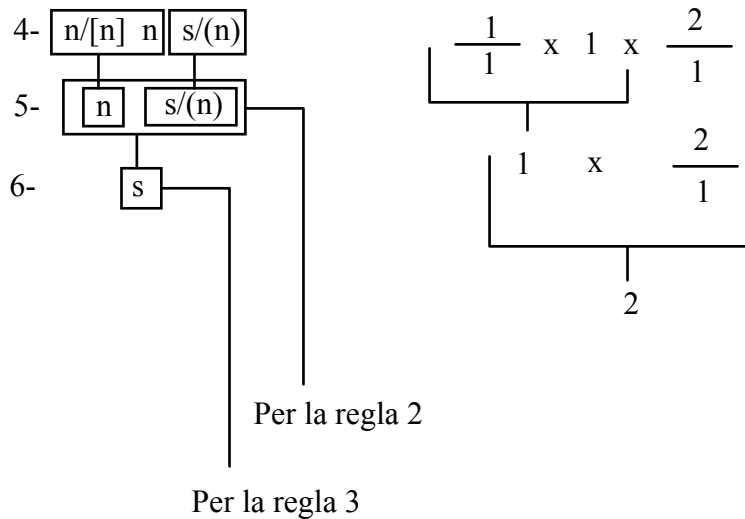 4- n/[n] n s/(n)
5- n s/(n)
6- s
Per la regla 2
Per la regla 3
1/1 x 1 x 2/1
1 x 2/1
2